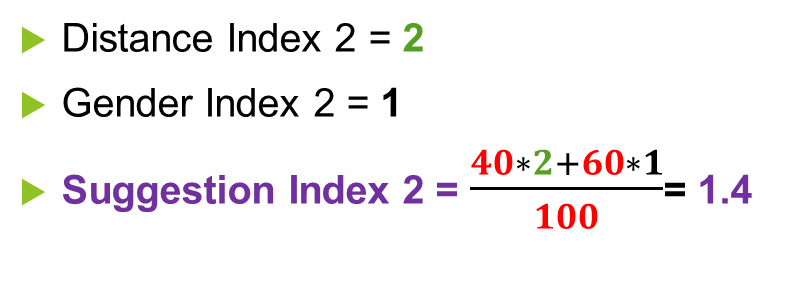 Distance Index 2 = 2
Gender Index 2 = 1
Suggestion Index 2 = 40*2+60*1/100 = 1.4